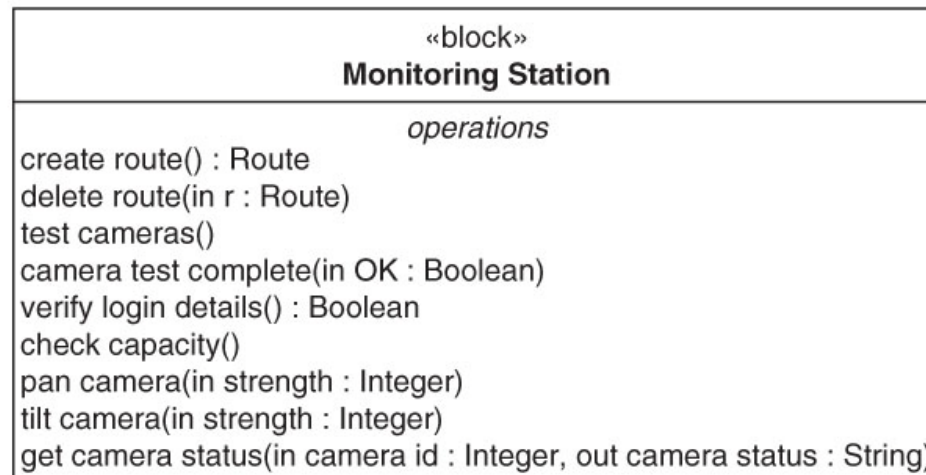 «block»
Monitoring Station
operations
create route() : Route
delete route(in r : Route)
test cameras()
camera test complete(in OK : Boolean)
verify login details() : Boolean
check capacity()
pan camera(in strength : Integer)
tilt camera(in strength : Integer)
get camera status(in camera id : Integer, out camera status : String)